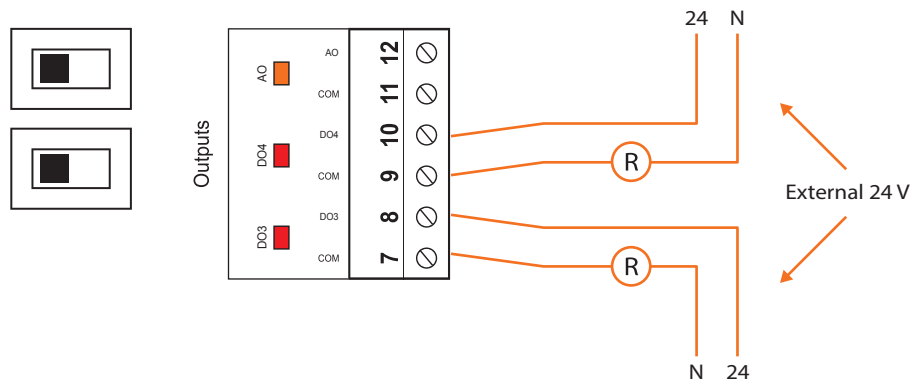 24 N
Outputs
AO
AO
12
COM
11
DO4
DO4
10
COM
9
R
DO3
DO3
8
COM
7
R
External 24 V
N 24